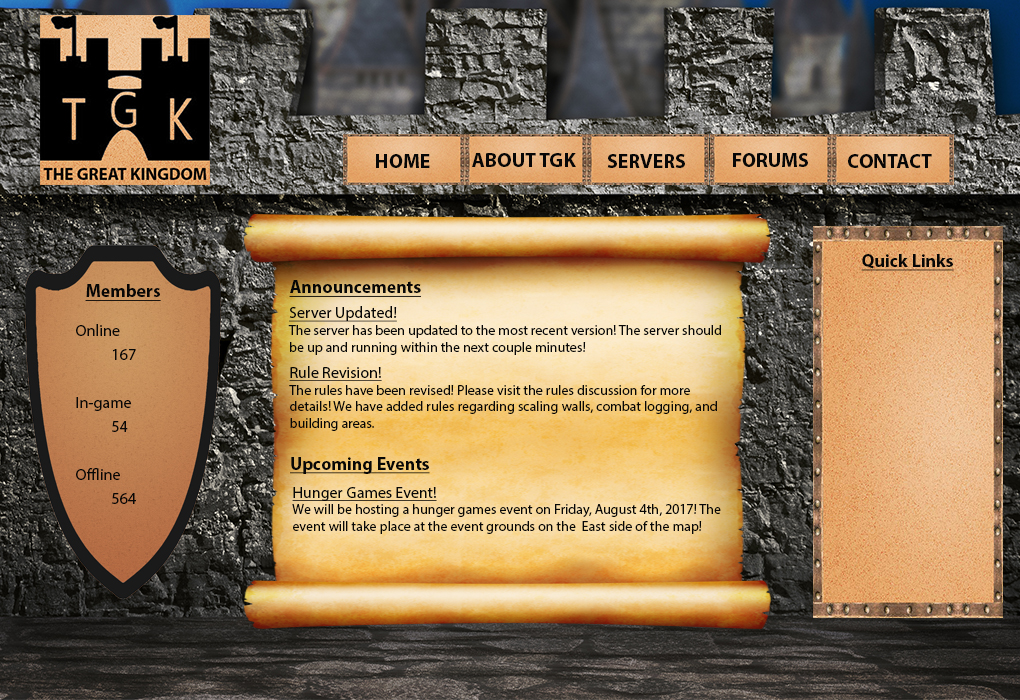 T G K
THE GREAT KINGDOM
HOME
ABOUT TGK
SERVERS
FORUMS
CONTACT
Members
Online
167
In-game
54
Offline
564
Announcements
Server Updated!
The server has been updated to the most recent version! The server should
be up and running within the next couple minutes!
Rule Revision!
The rules have been revised! Please visit the rules discussion for more
details! We have added rules regarding scaling walls, combat logging, and
building areas.
Upcoming Events
Hunger Games Event!
We will be hosting a hunger games event on Friday, August 4th, 2017! The
event will take place at the event grounds on the  East side of the map!
Quick Links